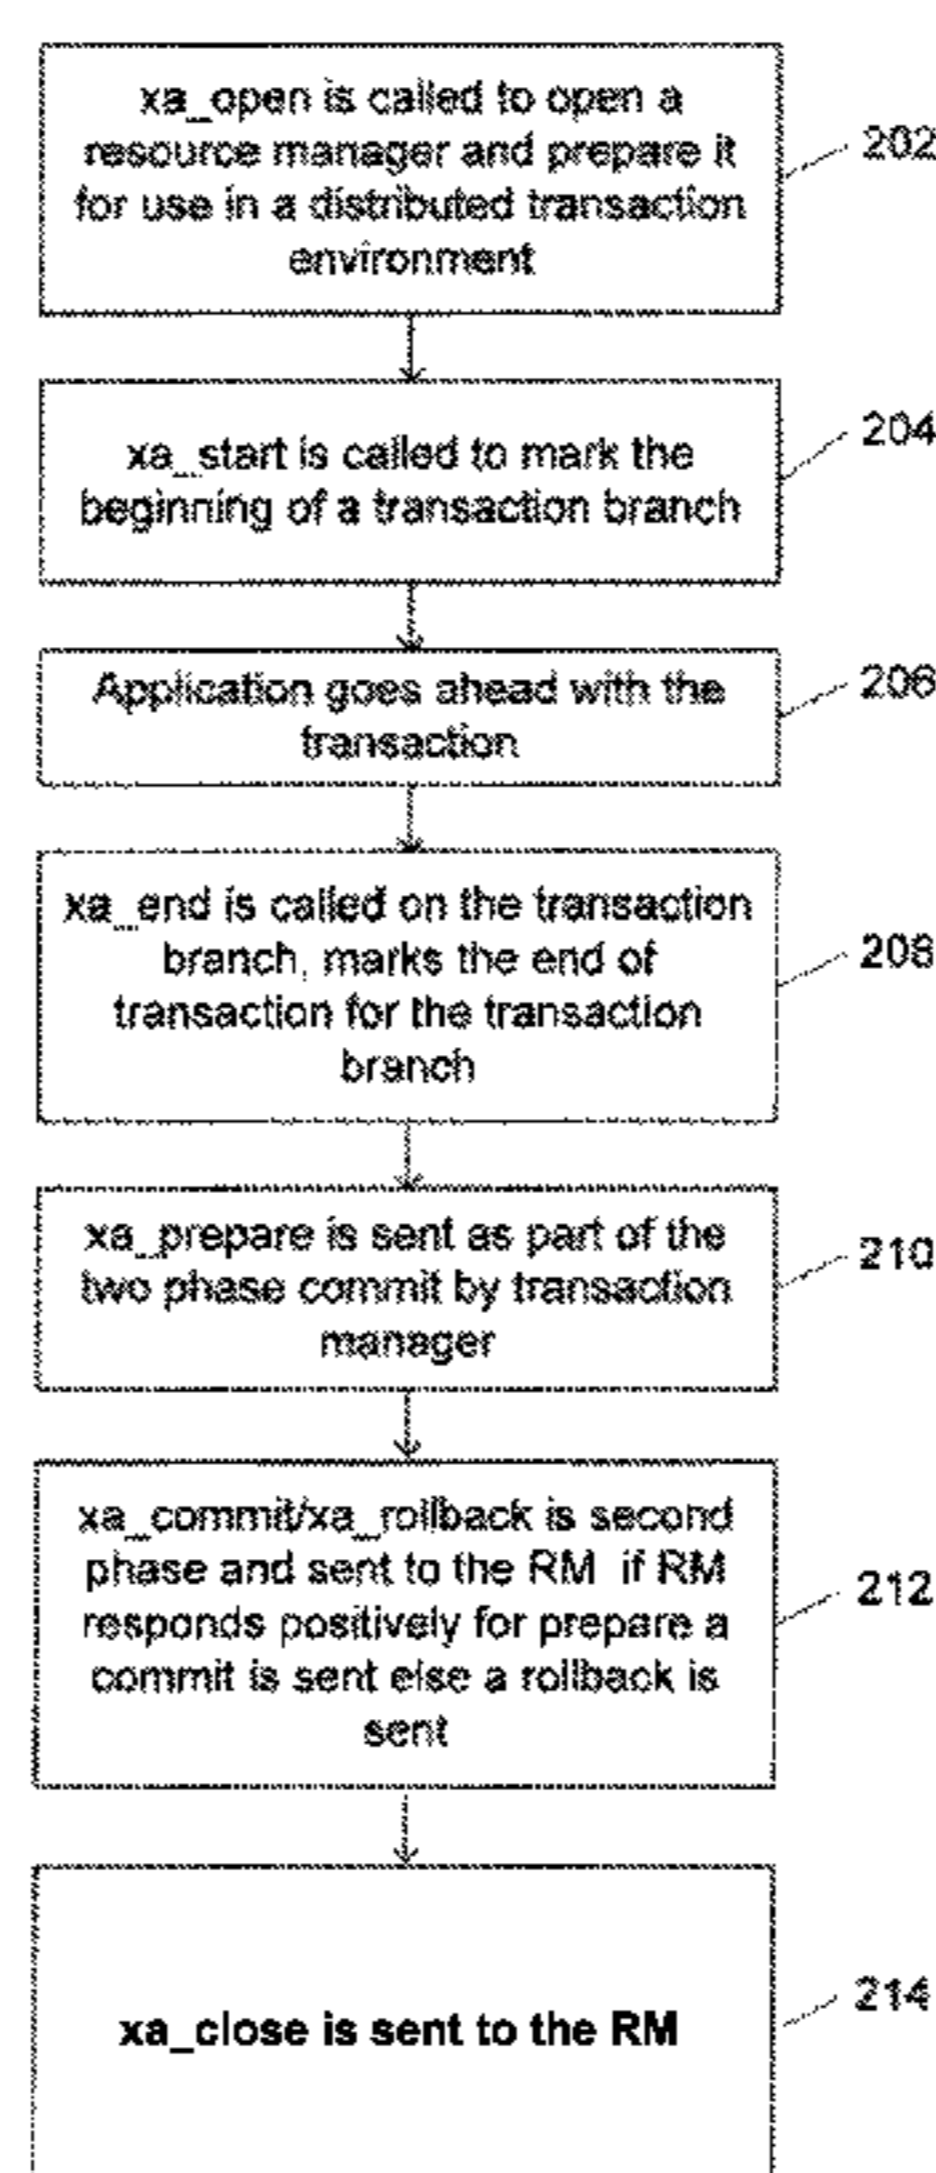 xa_open is called to open a
resource manager and prepare it
for use in a distributed transaction
environment
202
xa_start is called to mark the
beginning of a transaction branch
204
Application goes ahead with the
transaction
206
xa_end is called on the transaction
branch, marks the end of
transaction for the transaction
branch
208
xa_prepare is sent as part of the
two phase commit by transaction
manager
210
xa_commit/xa_rollback is second
phase and sent to the RM if RM
responds positively for prepare a
commit is sent else a rollback is
sent
212
xa_close is sent to the RM
214